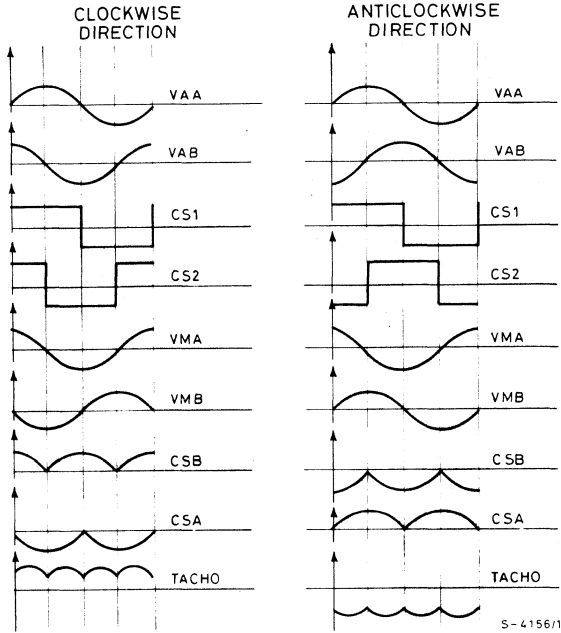 CLOCKWISE
DIRECTION
VAA
VAB
CS1
CS2
VMA
VMB
CSB
CSA
TACHO
ANTICLOCKWISE
DIRECTION
VAA
VAB
CS1
CS2
VMA
VMB
CSB
CSA
TACHO
S-4156/1